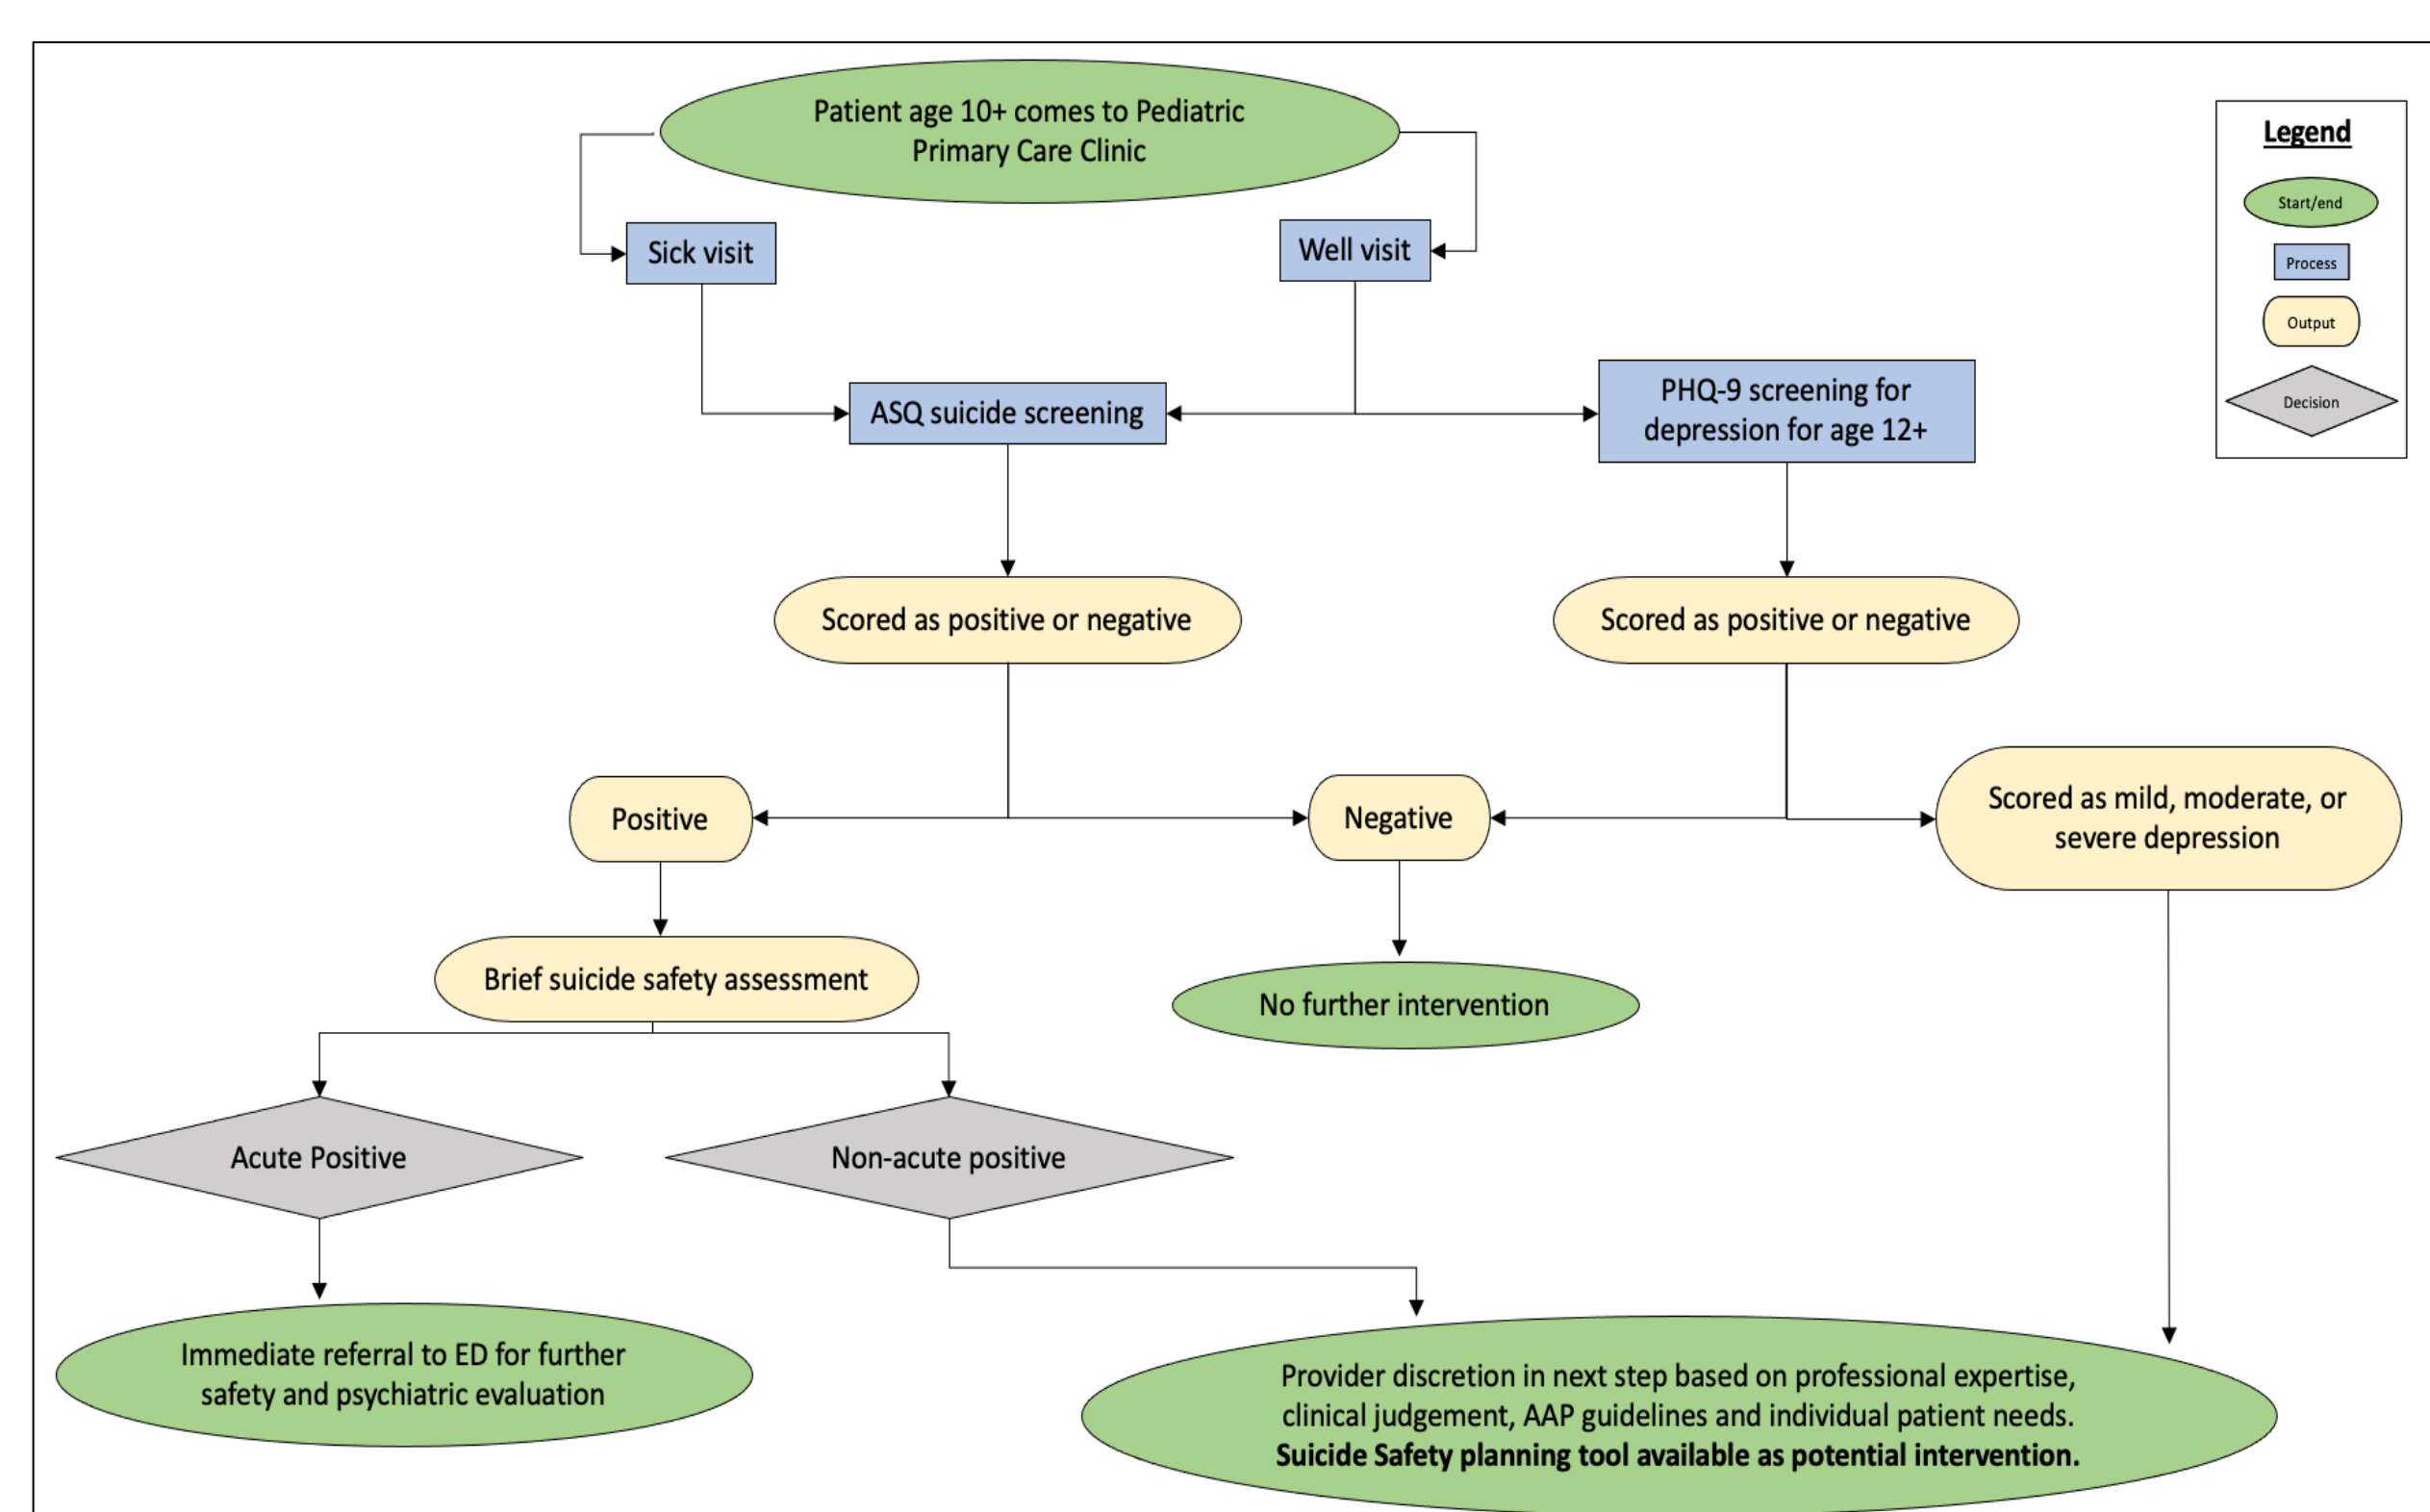 Patient age 10+ comes to Pediatric
Primary Care Clinic
Legend
Start/end
Process
Output
Decision
Sick visit
Well visit
ASQ suicide screening
PHQ-9 screening for
depression for age 12+
Scored as positive or negative
Scored as positive or negative
Positive
Negative
Scored as mild, moderate, or
severe depression
Brief suicide safety assessment
No further intervention
Acute Positive
Non-acute positive
Immediate referral to ED for further
safety and psychiatric evaluation
Provider discretion in next step based on professional expertise,
clinical judgement, AAP guidelines and individual patient needs.
Suicide Safety planning tool available as potential intervention.